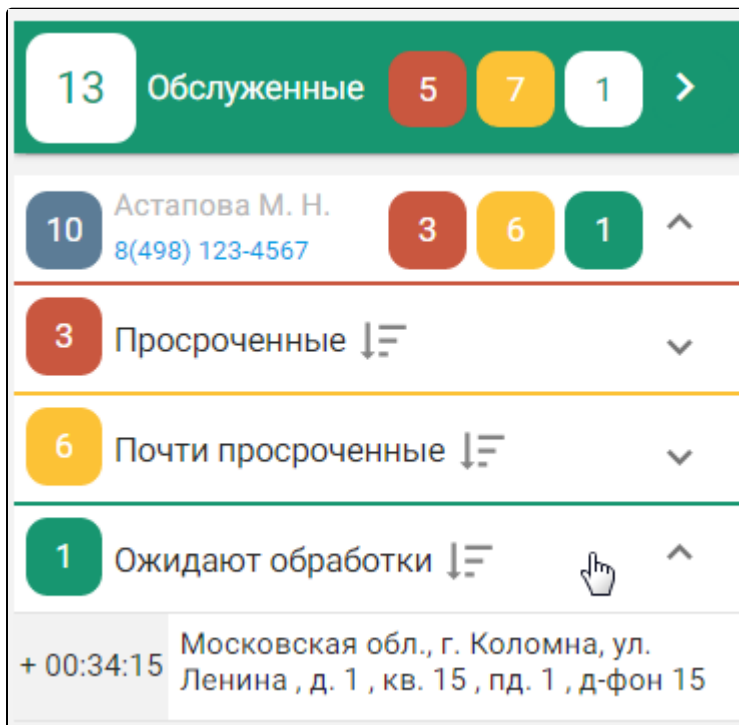 13 Обслуженные 5 7 1
10 Астапова М. Н. 3 6 1
8(498) 123-4567
3 Просроченные
6 Почти просроченные
1 Ожидают обработки
+ 00:34:15 Московская обл., г. Коломна, ул.
Ленина , д. 1 , кв. 15 , пд. 1 , д-фон 15